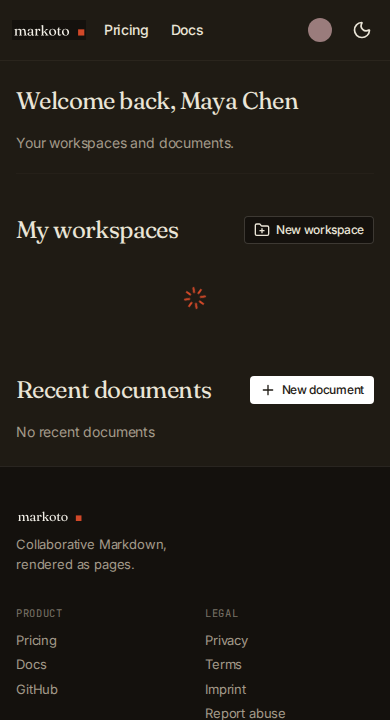 markoto
Pricing
Docs
Welcome back, Maya Chen
Your workspaces and documents.
My workspaces
New workspace
Recent documents
New document
No recent documents
markoto
Collaborative Markdown,
rendered as pages.
PRODUCT
Pricing
Docs
GitHub
LEGAL
Privacy
Terms
Imprint
Report abuse